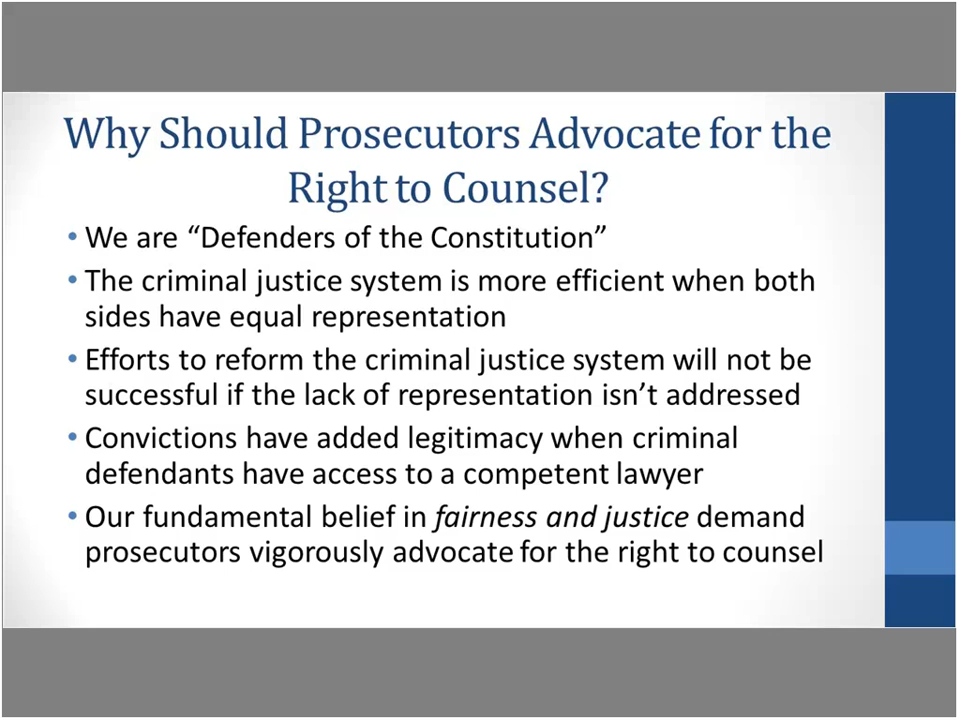 Why Should Prosecutors Advocate for the
Right to Counsel?
• We are “Defenders of the Constitution”
• The criminal justice system is more efficient when both
sides have equal representation
• Efforts to reform the criminal justice system will not be
successful if the lack of representation isn’t addressed
• Convictions have added legitimacy when criminal
defendants have access to a competent lawyer
• Our fundamental belief in fairness and justice demand
prosecutors vigorously advocate for the right to counsel